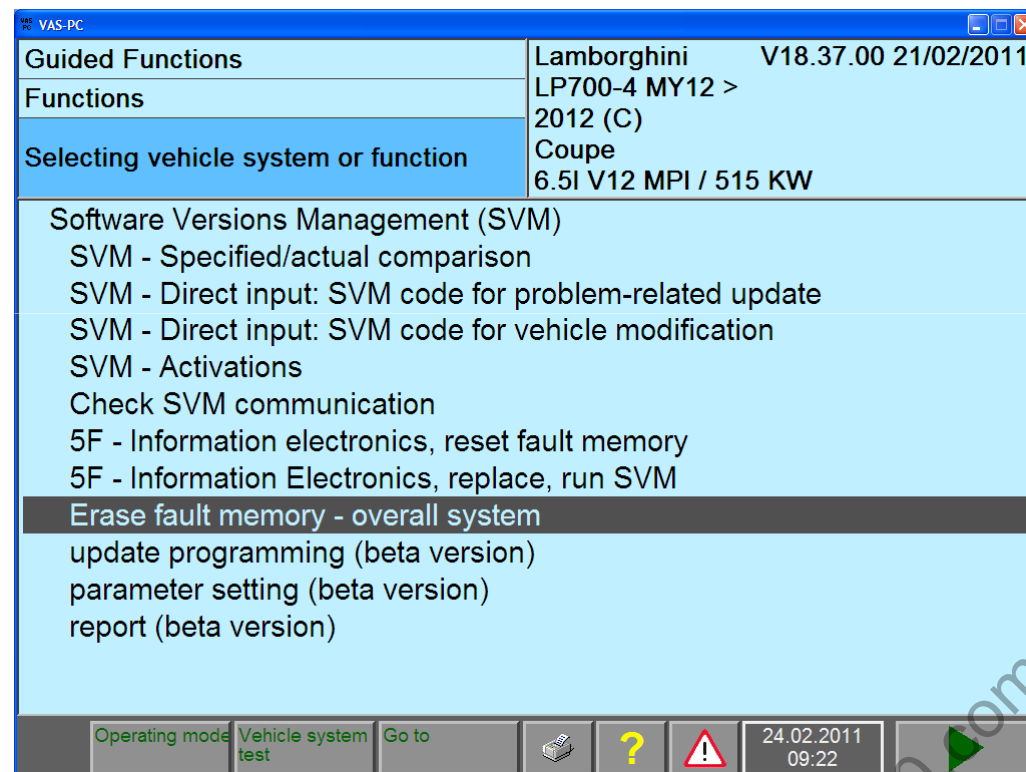 VAS-PC
Guided Functions
Functions
Selecting vehicle system or function
Lamborghini V18.37.00 21/02/2011
LP700-4 MY12 >
2012 (C)
Coupe
6.5l V12 MPI / 515 KW
Software Versions Management (SVM)
SVM - Specified/actual comparison
SVM - Direct input: SVM code for problem-related update
SVM - Direct input: SVM code for vehicle modification
SVM - Activations
Check SVM communication
5F - Information electronics, reset fault memory
5F - Information Electronics, replace, run SVM
Erase fault memory - overall system
update programming (beta version)
parameter setting (beta version)
report (beta version)
Operating mode
Vehicle system
test
Go to
?
24.02.2011
09:22